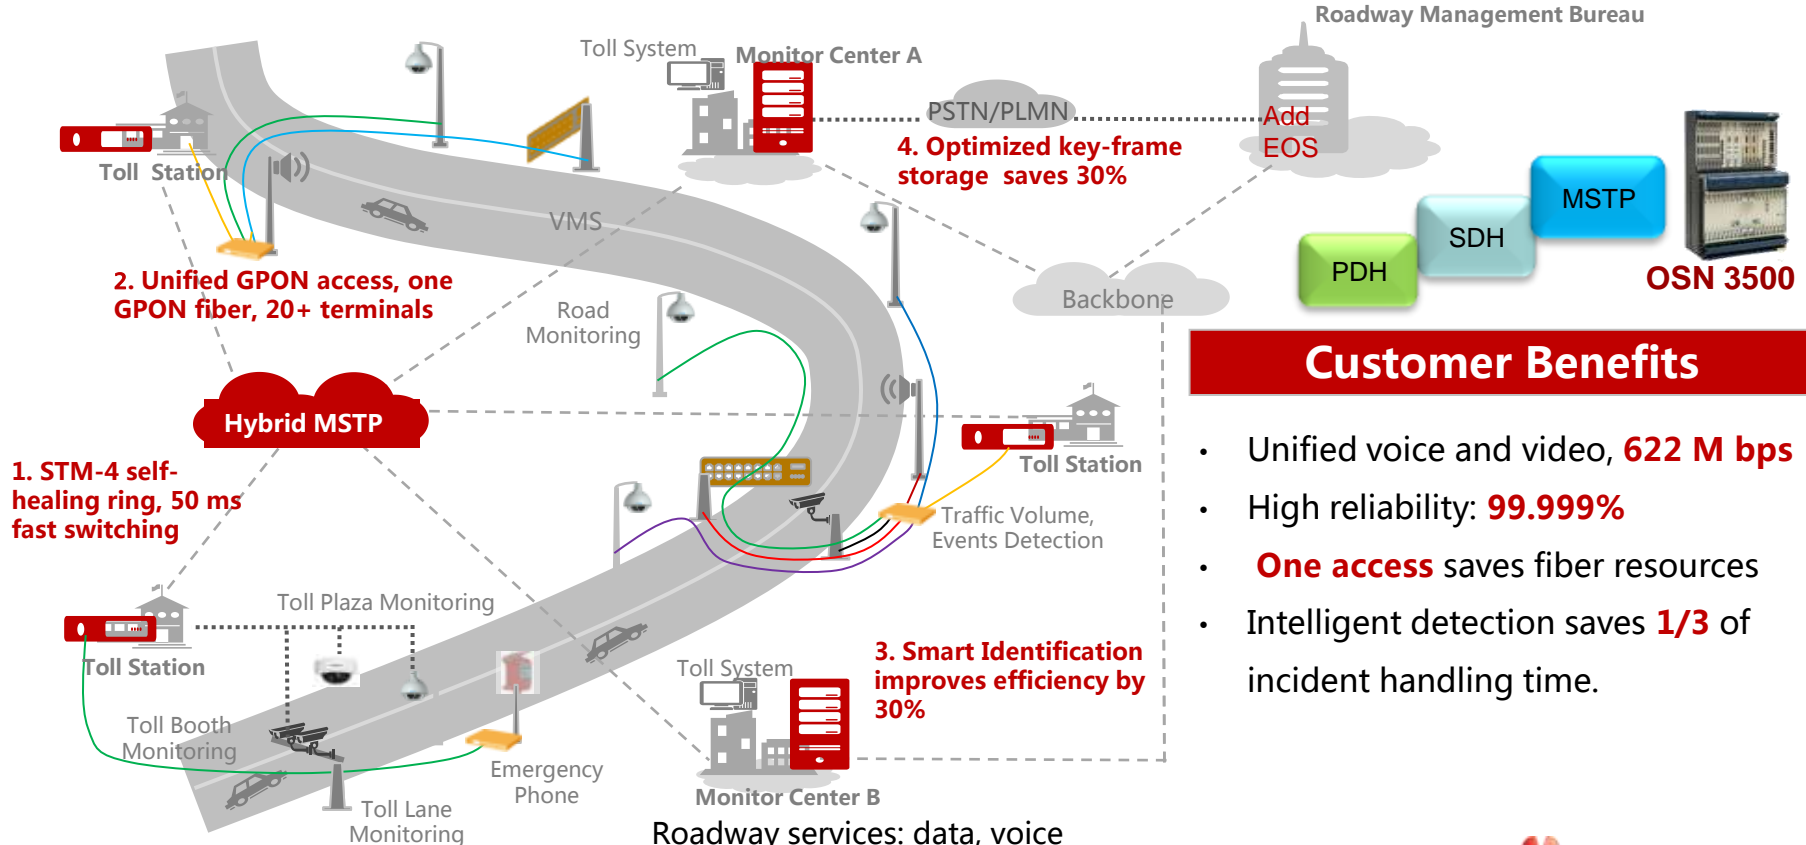 Roadway Management Bureau
Toll System
Monitor Center A
PSTN/PLMN
Add
EOS
4. Optimized key-frame
storage saves 30%
Toll Station
VMS
MSTP
SDH
PDH
OSN 3500
2. Unified GPON access, one
GPON fiber, 20+ terminals
Road
Monitoring
Backbone
Hybrid MSTP
1. STM-4 self-
healing ring, 50 ms
fast switching
Toll Station
Traffic Volume,
Events Detection
Toll Plaza Monitoring
Toll Station
Toll Booth
Monitoring
Toll Lane
Monitoring
Emergency
Phone
Toll System
3. Smart Identification
improves efficiency by
30%
Monitor Center B
Roadway services: data, voice
Customer Benefits
• Unified voice and video, 622 M bps
• High reliability: 99.999%
• One access saves fiber resources
• Intelligent detection saves 1/3 of
incident handling time.